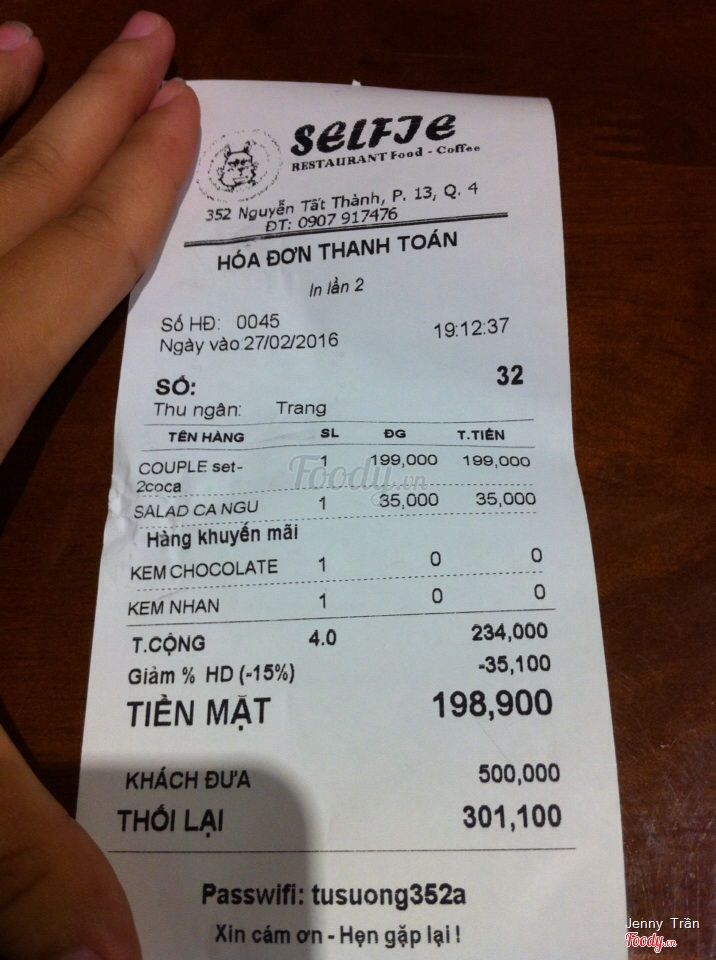 SELFIE
RESTAURANT Food - Coffee
352 Nguyễn Tất Thành, P. 13, Q. 4
ĐT: 0907 917476
HÓA ĐƠN THANH TOÁN
In lần 2
Số HĐ: 0045
Ngày vào 27/02/2016 19:12:37
SỐ: 32
Thu ngân: Trang
TÊN HÀNG SL ĐG T.TIỀN
COUPLE set- 1 199,000 199,000
2coca
Foody.vn
SALAD CA NGU 1 35,000 35,000
Hàng khuyến mãi
KEM CHOCOLATE 1 0 0
KEM NHAN 1 0 0
T.CỘNG 4.0 234,000
Giảm % HD (-15%) -35,100
TIỀN MẶT 198,900
KHÁCH ĐƯA 500,000
THỐI LẠI 301,100
Passwifi: tusuong352a
Xin cám ơn - Hẹn gặp lại !
Jenny Trần
Foody.vn